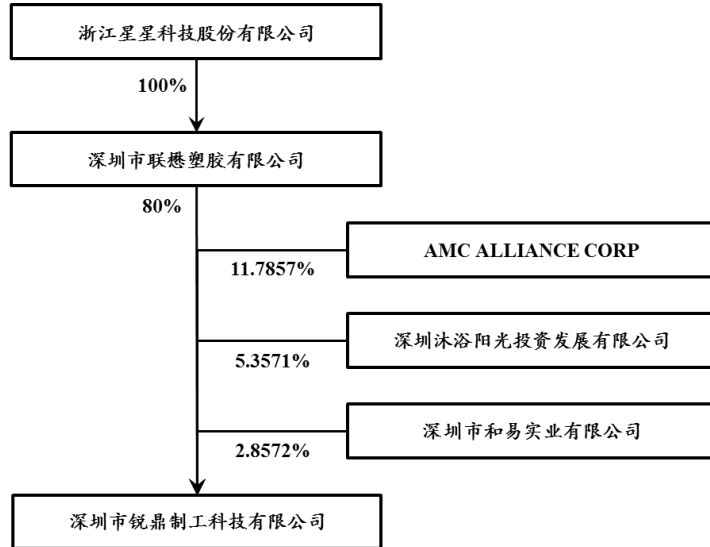 浙江星星科技股份有限公司
100%
深圳市联懋塑胶有限公司
80%
AMC ALLIANCE CORP
11.7857%
深圳沐浴阳光投资发展有限公司
5.3571%
深圳市和易实业有限公司
2.8572%
深圳市锐鼎制工科技有限公司